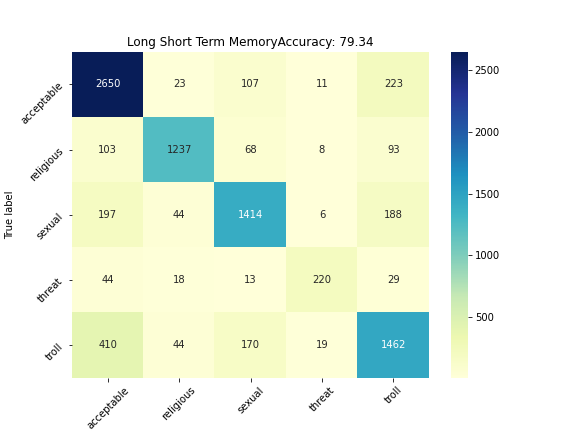 Long Short Term MemoryAccuracy: 79.34
True label
acceptable 2650 23 107 11 223
religious 103 1237 68 8 93
sexual 197 44 1414 6 188
threat 44 18 13 220 29
troll 410 44 170 19 1462
acceptable religious sexual threat troll
2500
2000
1500
1000
500